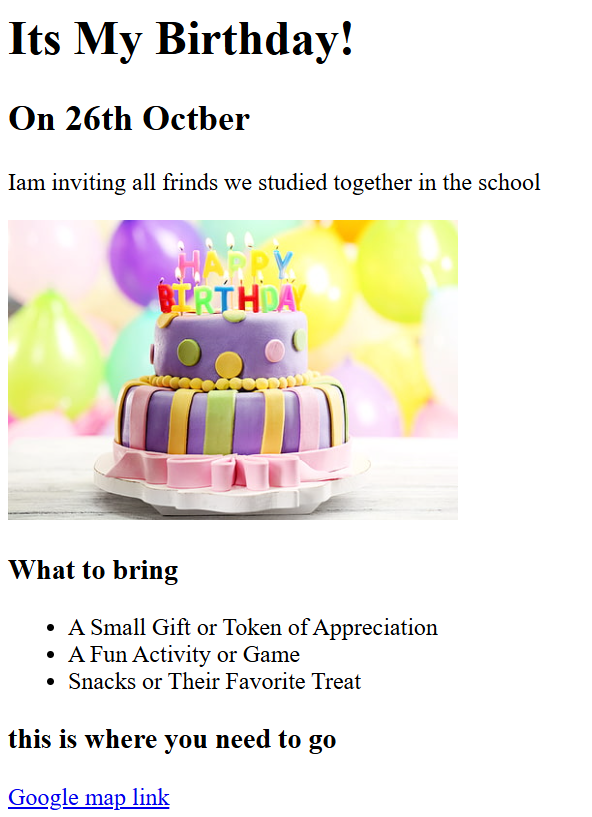 Its My Birthday!
On 26th Octber
Iam inviting all frinds we studied together in the school
HAPPY
BIRTHDAY
What to bring
• A Small Gift or Token of Appreciation
• A Fun Activity or Game
• Snacks or Their Favorite Treat
this is where you need to go
Google map link